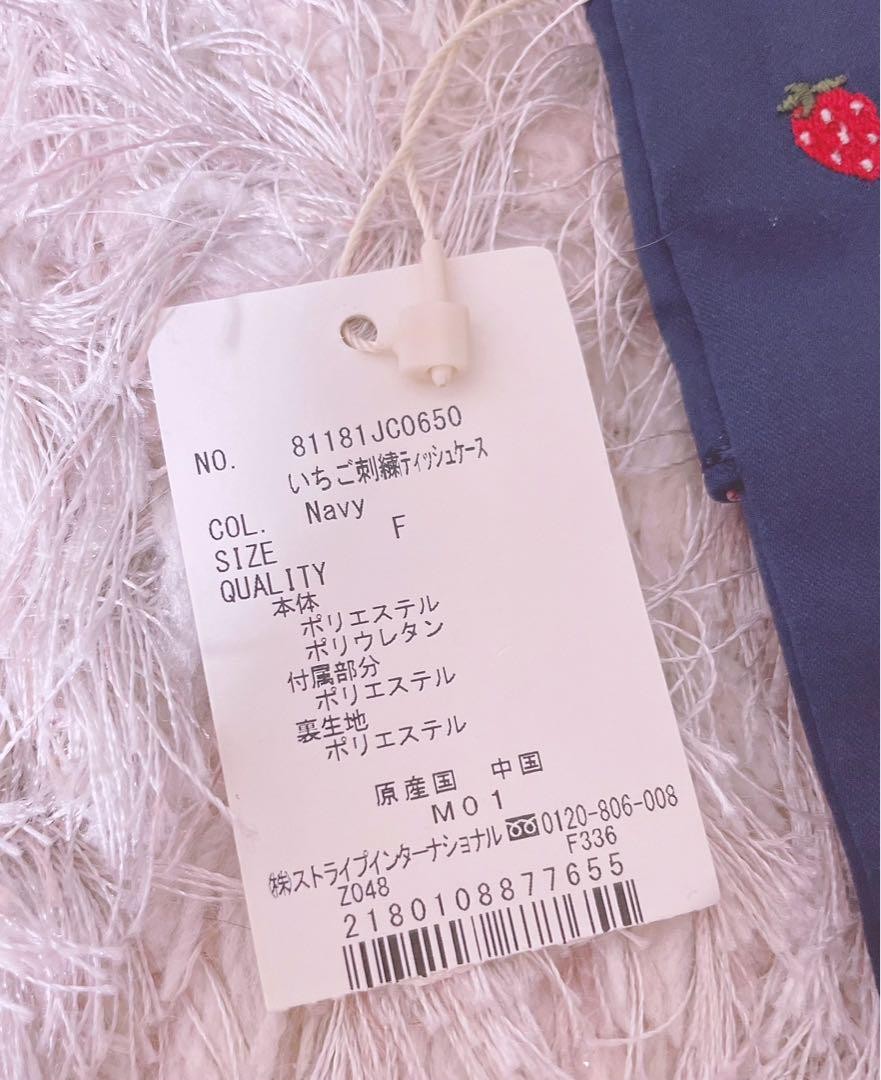 NO. 81181JC0650
いちご刺繍ティッシュケース
COL. Navy
SIZE F
QUALITY
本体
ポリエステル
ポリウレタン
付属部分
ポリエステル
裏生地
ポリエステル
原産国 中国
M01
㈱ストライプインターナショナル 0120-806-008
Z048 F336
2180108877655